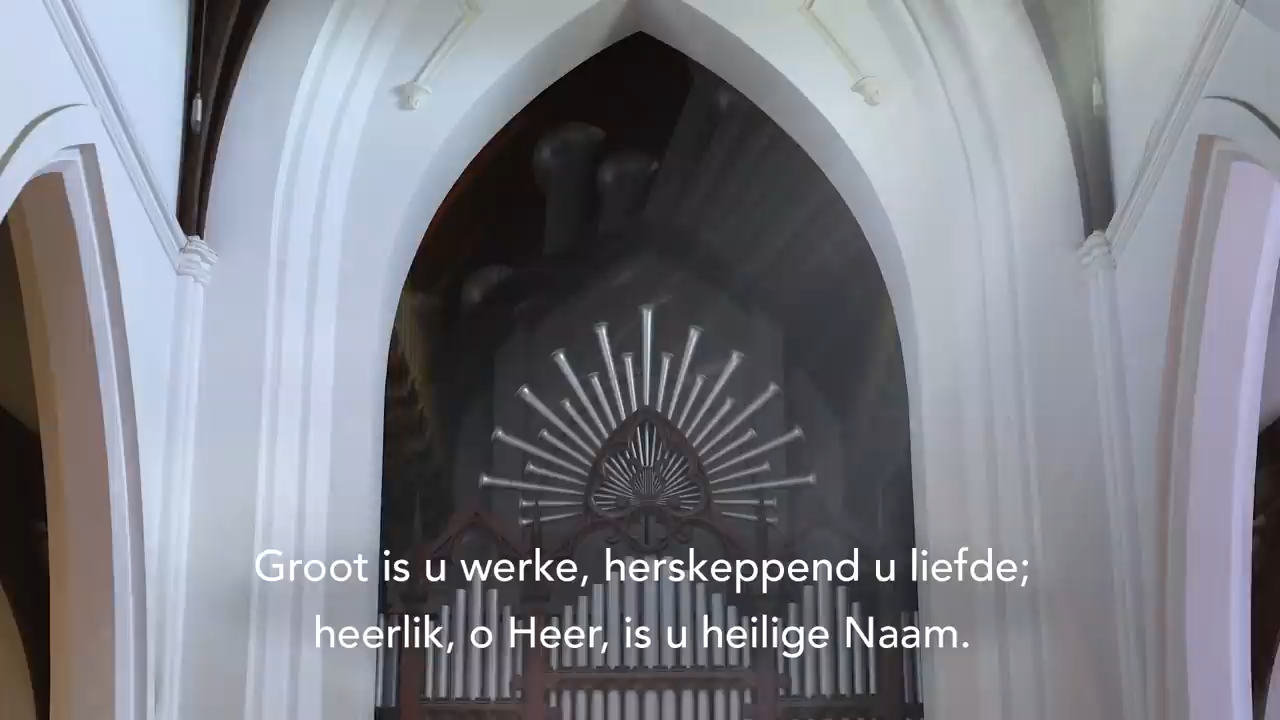 Groot is u werke, herskeppend u liefde;
heerlik, o Heer, is u heilige Naam.